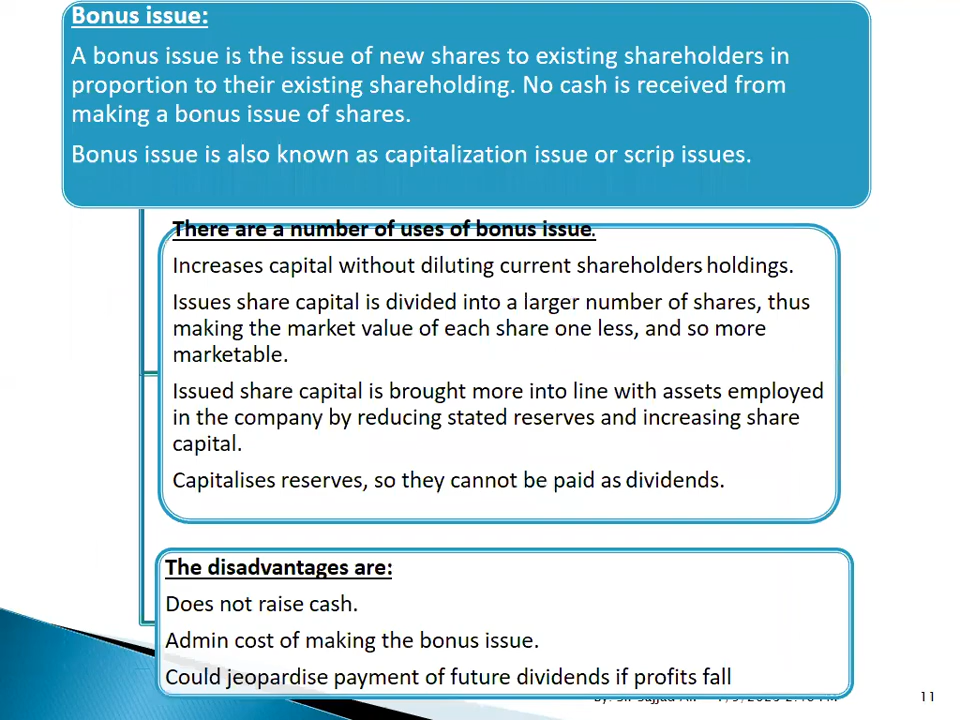 Bonus issue:
A bonus issue is the issue of new shares to existing shareholders in
proportion to their existing shareholding. No cash is received from
making a bonus issue of shares.
Bonus issue is also known as capitalization issue or scrip issues.
There are a number of uses of bonus issue.
Increases capital without diluting current shareholders holdings.
Issues share capital is divided into a larger number of shares, thus
making the market value of each share one less, and so more
marketable.
Issued share capital is brought more into line with assets employed
in the company by reducing stated reserves and increasing share
capital.
Capitalises reserves, so they cannot be paid as dividends.
The disadvantages are:
Does not raise cash.
Admin cost of making the bonus issue.
Could jeopardise payment of future dividends if profits fall
11